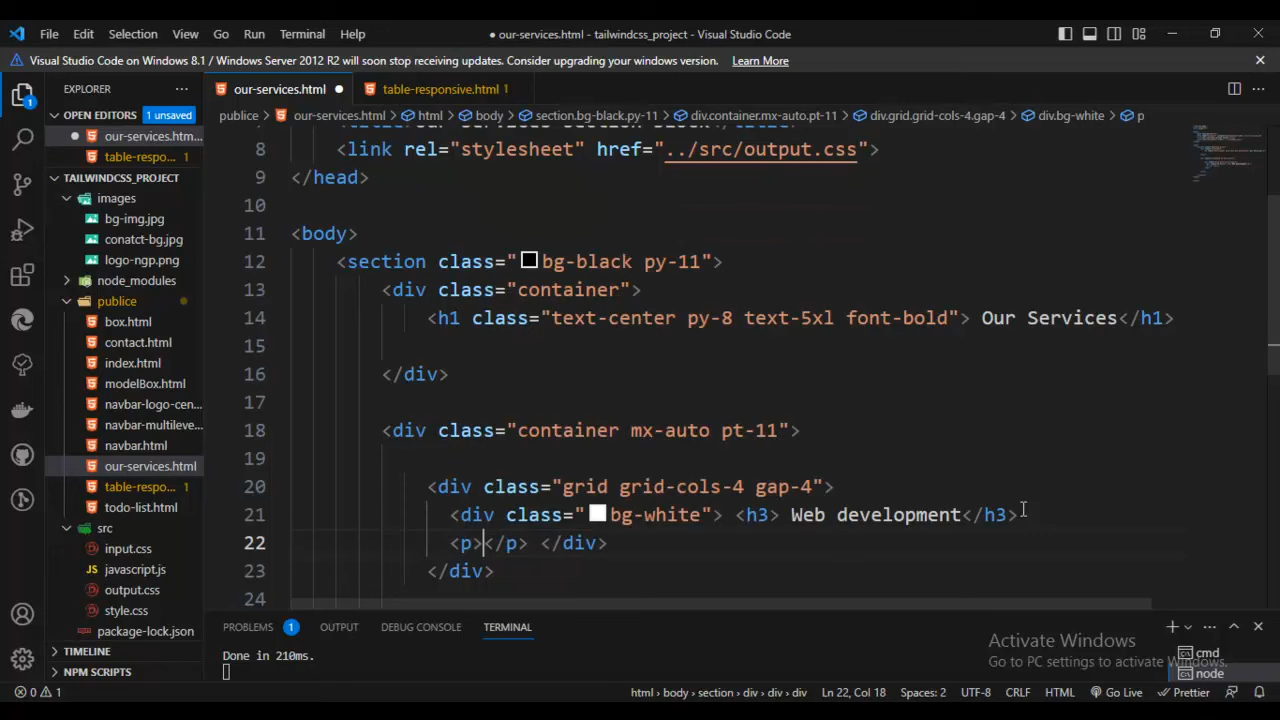 File Edit Selection View Go Run Terminal Help
● our-services.html - tailwindcss_project - Visual Studio Code
Visual Studio Code on Windows 8.1 / Windows Server 2012 R2 will soon stop receiving updates. Consider upgrading your windows version. Learn More
EXPLORER
our-services.html ●
table-responsive.html 1
OPEN EDITORS 1 unsaved
● our-services.htm...
table-respo... 1
TAILWINDCSS_PROJECT
images
bg-img.jpg
conatct-bg.jpg
logo-ngp.png
node_modules
publice
box.html
contact.html
index.html
modelBox.html
navbar-logo-cen...
navbar-multileve...
navbar.html
our-services.html
table-respo... 1
todo-list.html
src
input.css
javascript.js
output.css
style.css
package-lock.json
TIMELINE
NPM SCRIPTS
1
publice > our-services.html > html > body > section.bg-black.py-11 > div.container.mx-auto.pt-11 > div.grid.grid-cols-4.gap-4 > div.bg-white > p
8 <link rel="stylesheet" href="../src/output.css">
9 </head>
10
11 <body>
12 <section class="bg-black py-11">
13 <div class="container">
14 <h1 class="text-center py-8 text-5xl font-bold"> Our Services</h1>
15
16 </div>
17
18 <div class="container mx-auto pt-11">
19
20 <div class="grid grid-cols-4 gap-4">
21 <div class="bg-white"> <h3> Web development</h3>
22 <p></p> </div>
23 </div>
24
PROBLEMS 1 OUTPUT DEBUG CONSOLE TERMINAL
Done in 210ms.
cmd
node
Activate Windows
Go to PC settings to activate Windows.
0 1
html > body > section > div > div > div Ln 22, Col 18 Spaces: 2 UTF-8 CRLF HTML Go Live Prettier